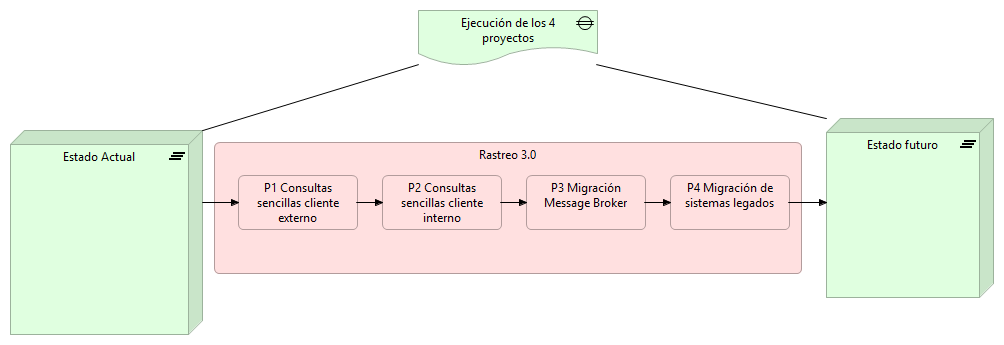 Ejecución de los 4
proyectos
Estado Actual
Rastreo 3.0
Estado futuro
P1 Consultas
sencillas cliente
externo
P2 Consultas
sencillas cliente
interno
P3 Migración
Message Broker
P4 Migración de
sistemas legados